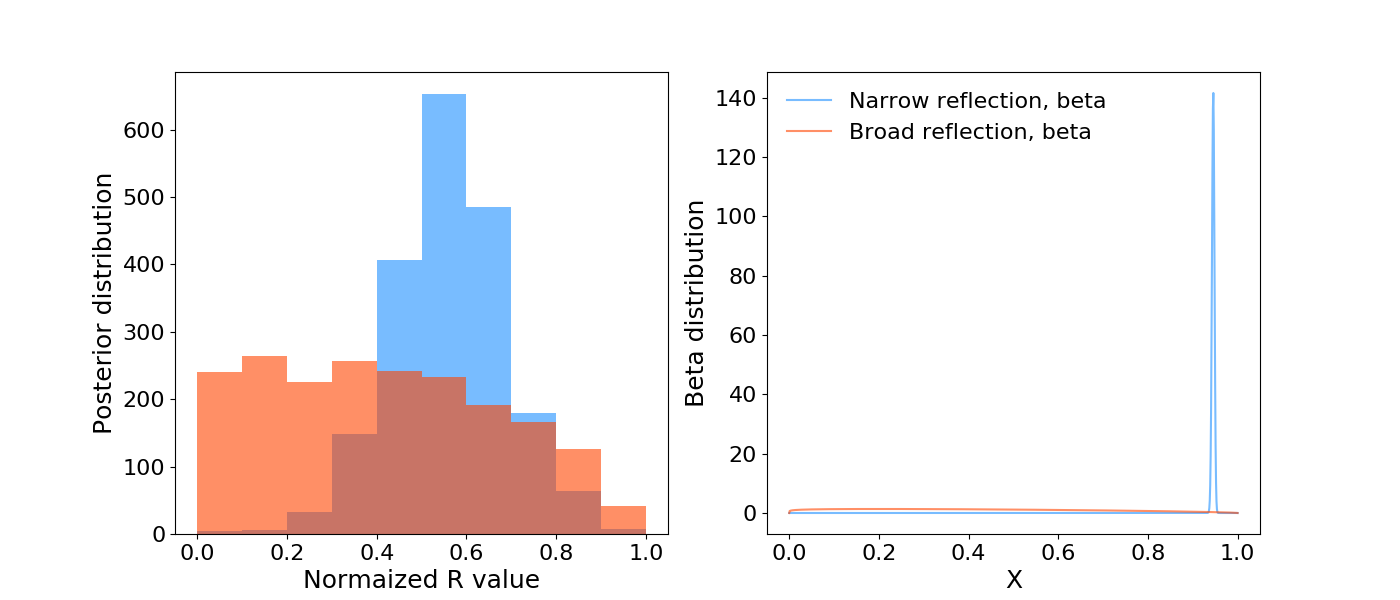 Posterior distribution
600
500
400
300
200
100
0
0.0 0.2 0.4 0.6 0.8 1.0
Normaized R value
Beta distribution
140
120
100
80
60
40
20
0
Narrow reflection, beta
Broad reflection, beta
0.0 0.2 0.4 0.6 0.8 1.0
X